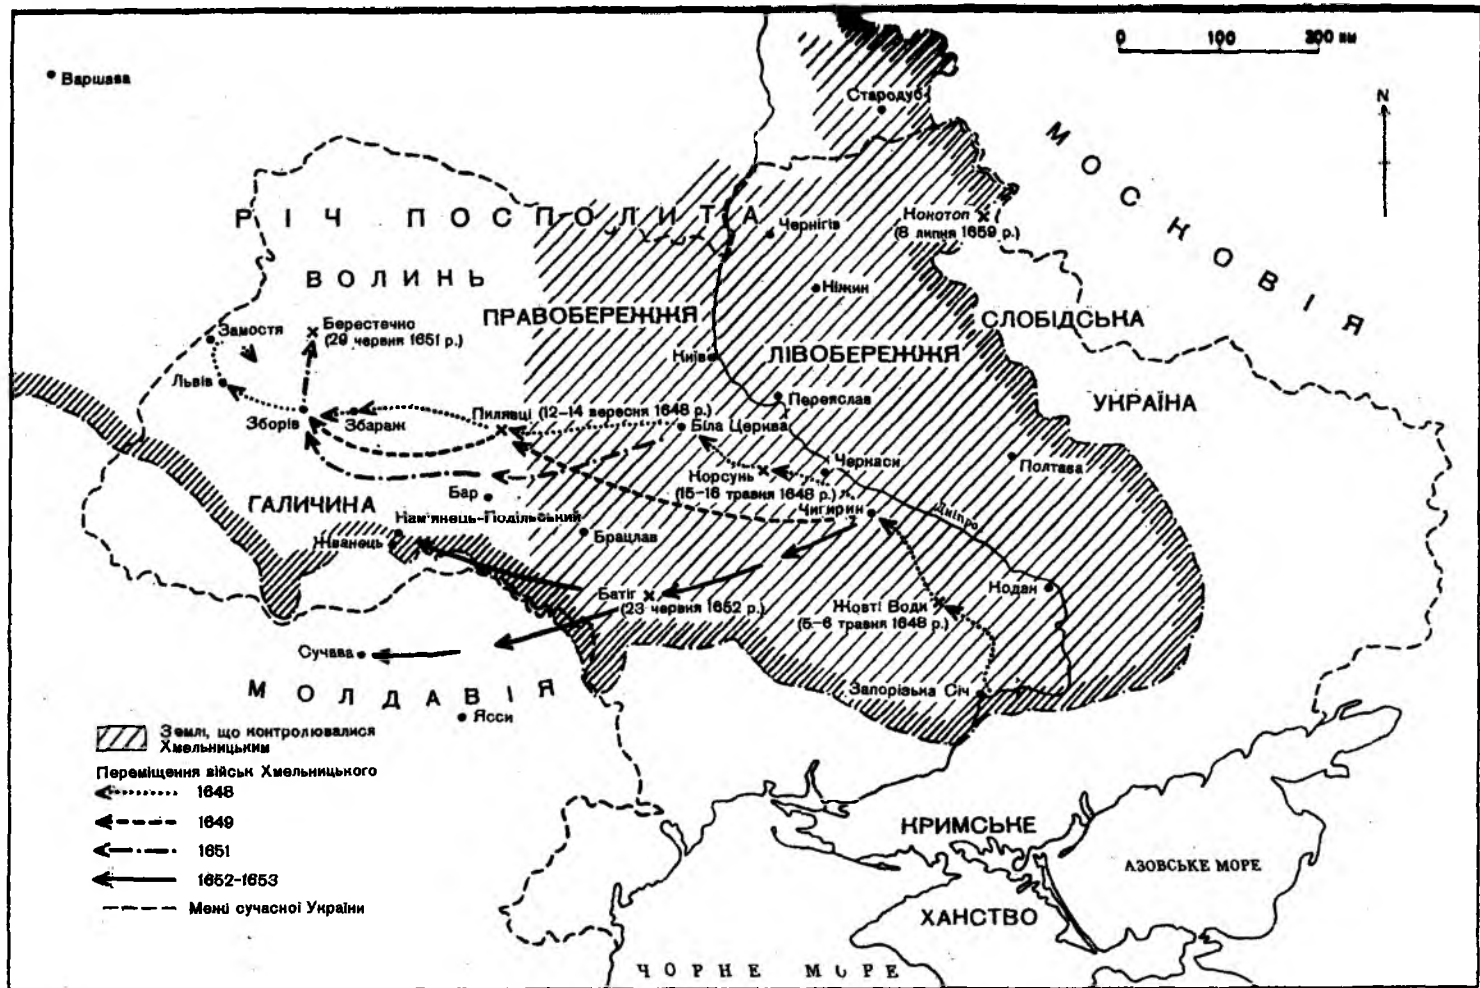 0 100 200 км
Варшава
N
Стародуб
МОСКОВІЯ
РІЧ ПОСПОЛИТА
Чернігів
Конотоп
(8 липня 1659 р.)
ВОЛИНЬ
Ніжин
ПРАВОБЕРЕЖЖЯ
СЛОБІДСЬКА
УКРАЇНА
Замостя
Берестечко
(29 червня 1651 р.)
Київ
ЛІВОБЕРЕЖЖЯ
Львів
Переяслав
Зборів
Збараж
Пилявці (12–14 вересня 1648 р.)
Біла Церква
Черкаси
Полтава
Корсунь
(15–16 травня 1648 р.)
ГАЛИЧИНА
Бар
Чигирин
Дніпро
Кам'янець-Подільський
Жванець
Брацлав
Батіг
(23 червня 1652 р.)
Жовті Води
(5–6 травня 1648 р.)
Кодак
Сучава
МОЛДАВІЯ
Запорізька Січ
Ясси
Землі, що контролювалися
Хмельницьким
Переміщення військ Хмельницького
1648
1649
1651
1652-1653
Межі сучасної України
КРИМСЬКЕ
ХАНСТВО
АЗОВСЬКЕ МОРЕ
ЧОРНЕ МОРЕ